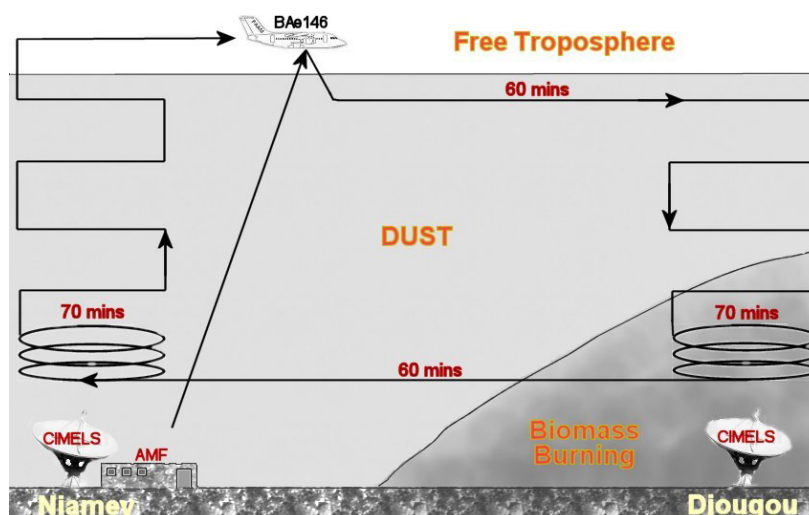 BAe146
Free Troposphere
60 mins
DUST
70 mins
70 mins
60 mins
CIMELS
AMF
Biomass
Burning
CIMELS
Niamey
Djougou